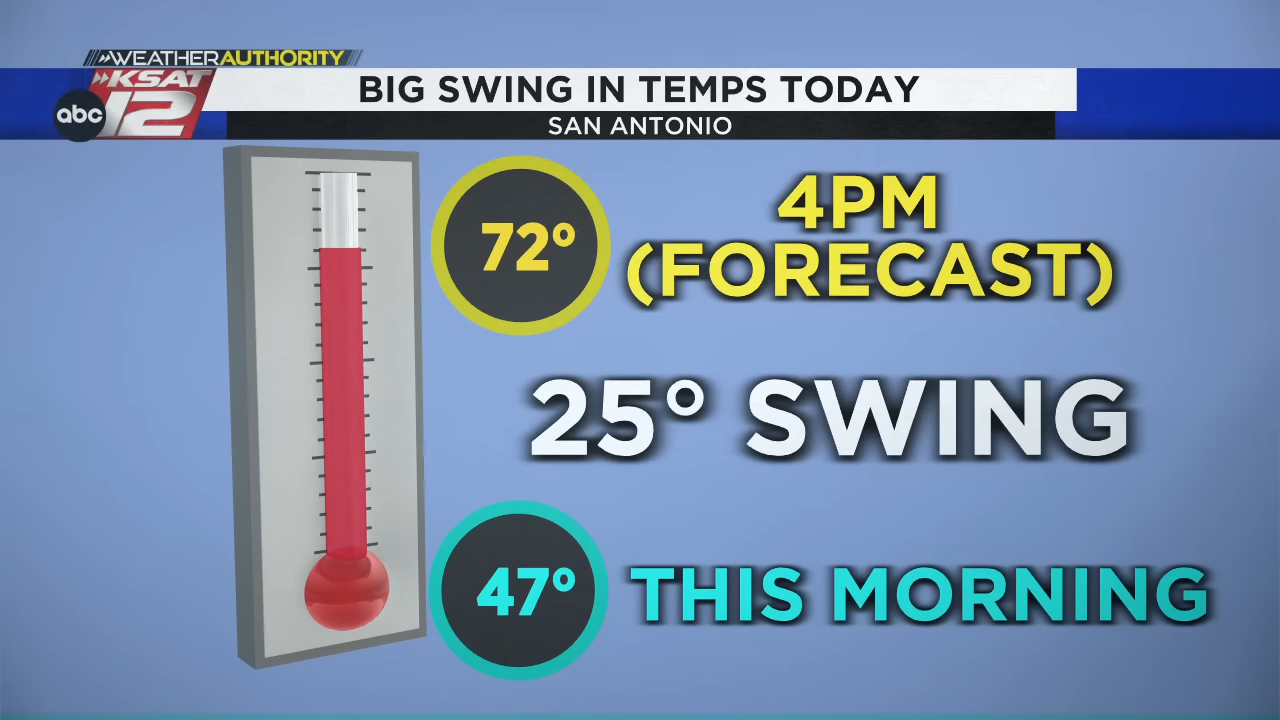 WEATHERAUTHORITY
KSAT
abc 12
BIG SWING IN TEMPS TODAY
SAN ANTONIO
72° 4PM
(FORECAST)
25° SWING
47° THIS MORNING